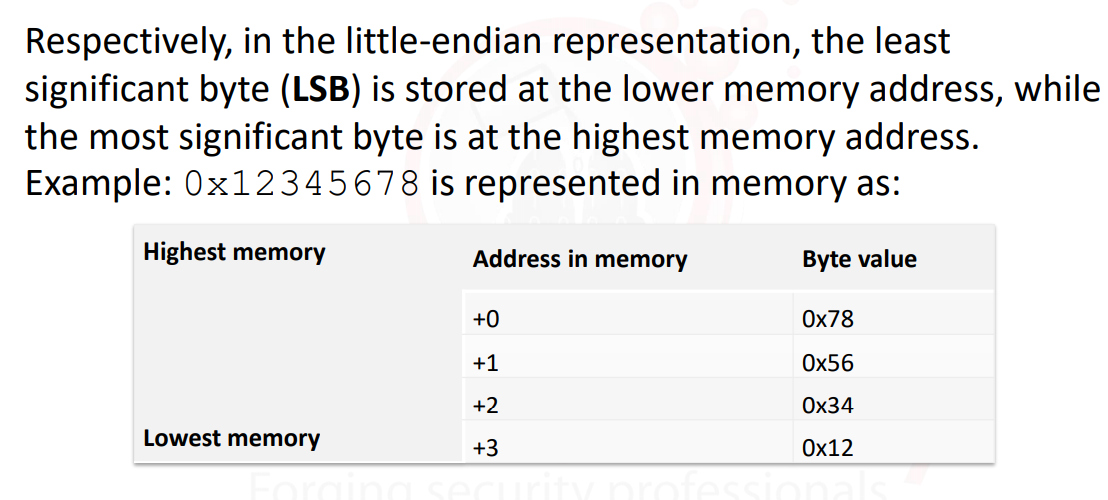 Respectively, in the little-endian representation, the least
significant byte (LSB) is stored at the lower memory address, while
the most significant byte is at the highest memory address.
Example: 0x12345678 is represented in memory as:
Highest memory Address in memory Byte value
+0 0x78
+1 0x56
+2 0x34
Lowest memory +3 0x12
Forging security professionals